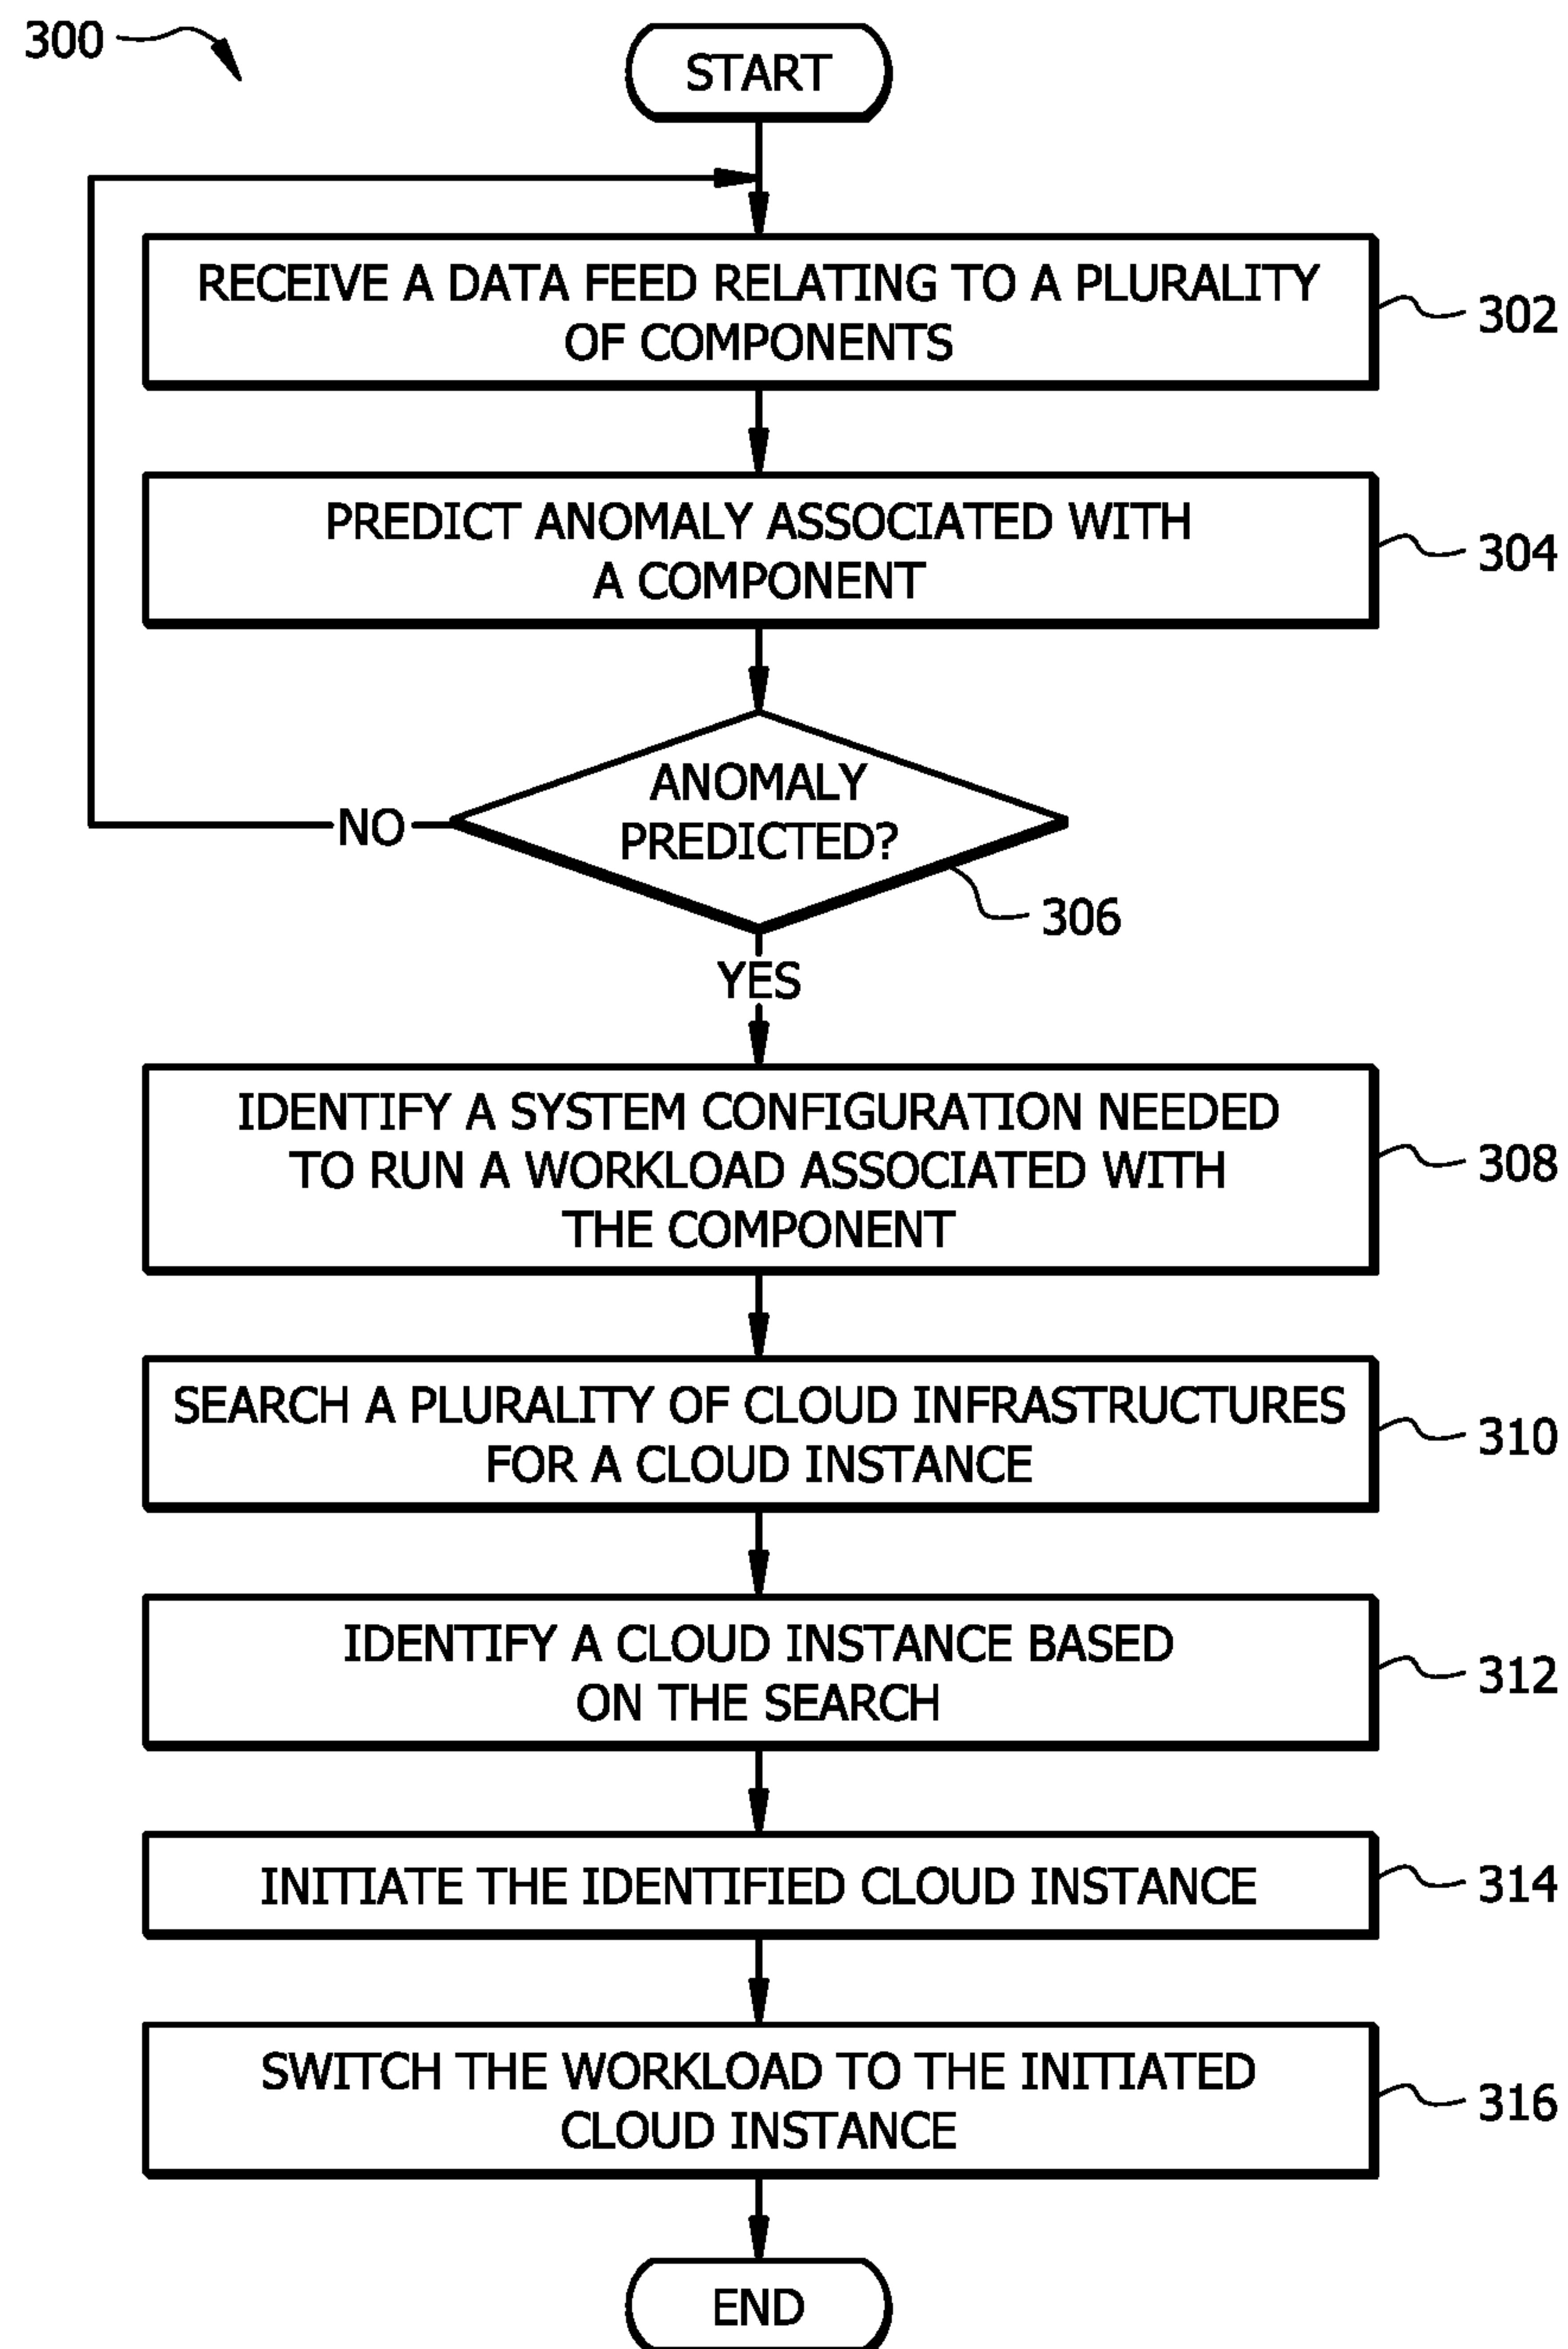 300
START
RECEIVE A DATA FEED RELATING TO A PLURALITY
OF COMPONENTS
302
PREDICT ANOMALY ASSOCIATED WITH
A COMPONENT
304
ANOMALY
PREDICTED?
NO
306
YES
IDENTIFY A SYSTEM CONFIGURATION NEEDED
TO RUN A WORKLOAD ASSOCIATED WITH
THE COMPONENT
308
SEARCH A PLURALITY OF CLOUD INFRASTRUCTURES
FOR A CLOUD INSTANCE
310
IDENTIFY A CLOUD INSTANCE BASED
ON THE SEARCH
312
INITIATE THE IDENTIFIED CLOUD INSTANCE
314
SWITCH THE WORKLOAD TO THE INITIATED
CLOUD INSTANCE
316
END